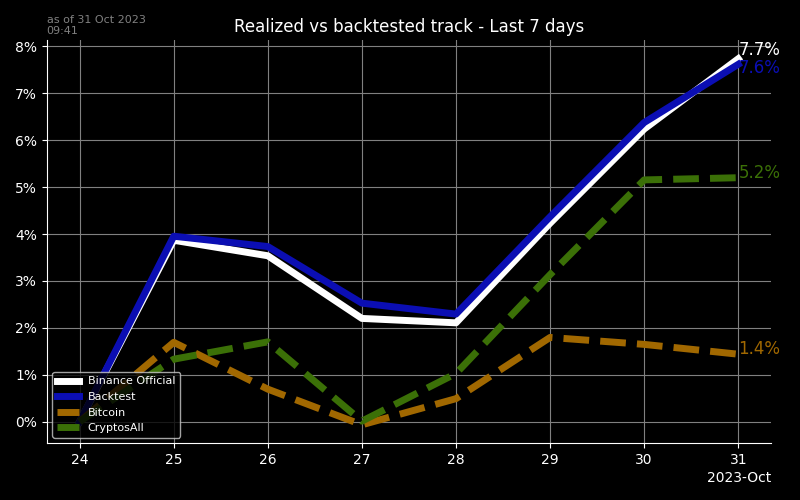 as of 31 Oct 2023
09:41
Realized vs backtested track - Last 7 days
8%
7%
6%
5%
4%
3%
2%
1%
0%
7.7%
7.6%
5.2%
1.4%
Binance Official
Backtest
Bitcoin
CryptosAll
24 25 26 27 28 29 30 31
2023-Oct